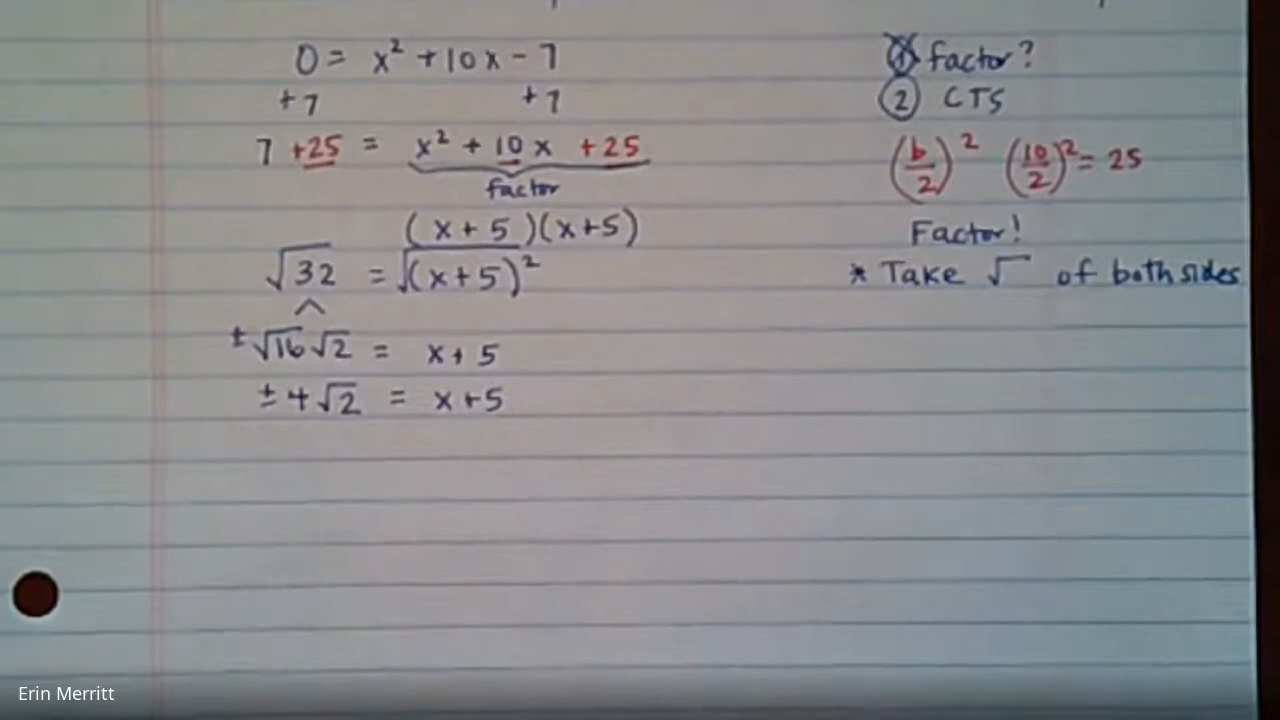 0 = x² + 10x - 7
+7 +7
7 +25 = x² + 10x +25
factor
(x + 5)(x+5)
√32 = √(x+5)²
±√16√2 = x + 5
±4√2 = x+5
① factor?
② CTS
(b/2)² (10/2)² = 25
Factor!
* Take √ of both sides
Erin Merritt